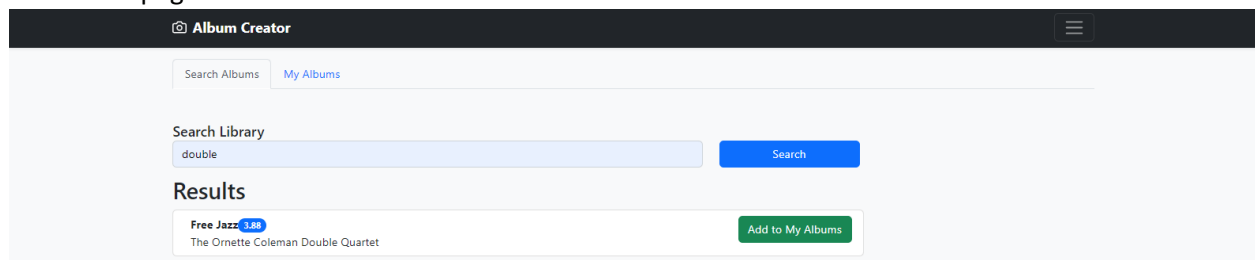 Album Creator
Search Albums My Albums
Search Library
double Search
Results
Free Jazz 3.88
The Ornette Coleman Double Quartet
Add to My Albums